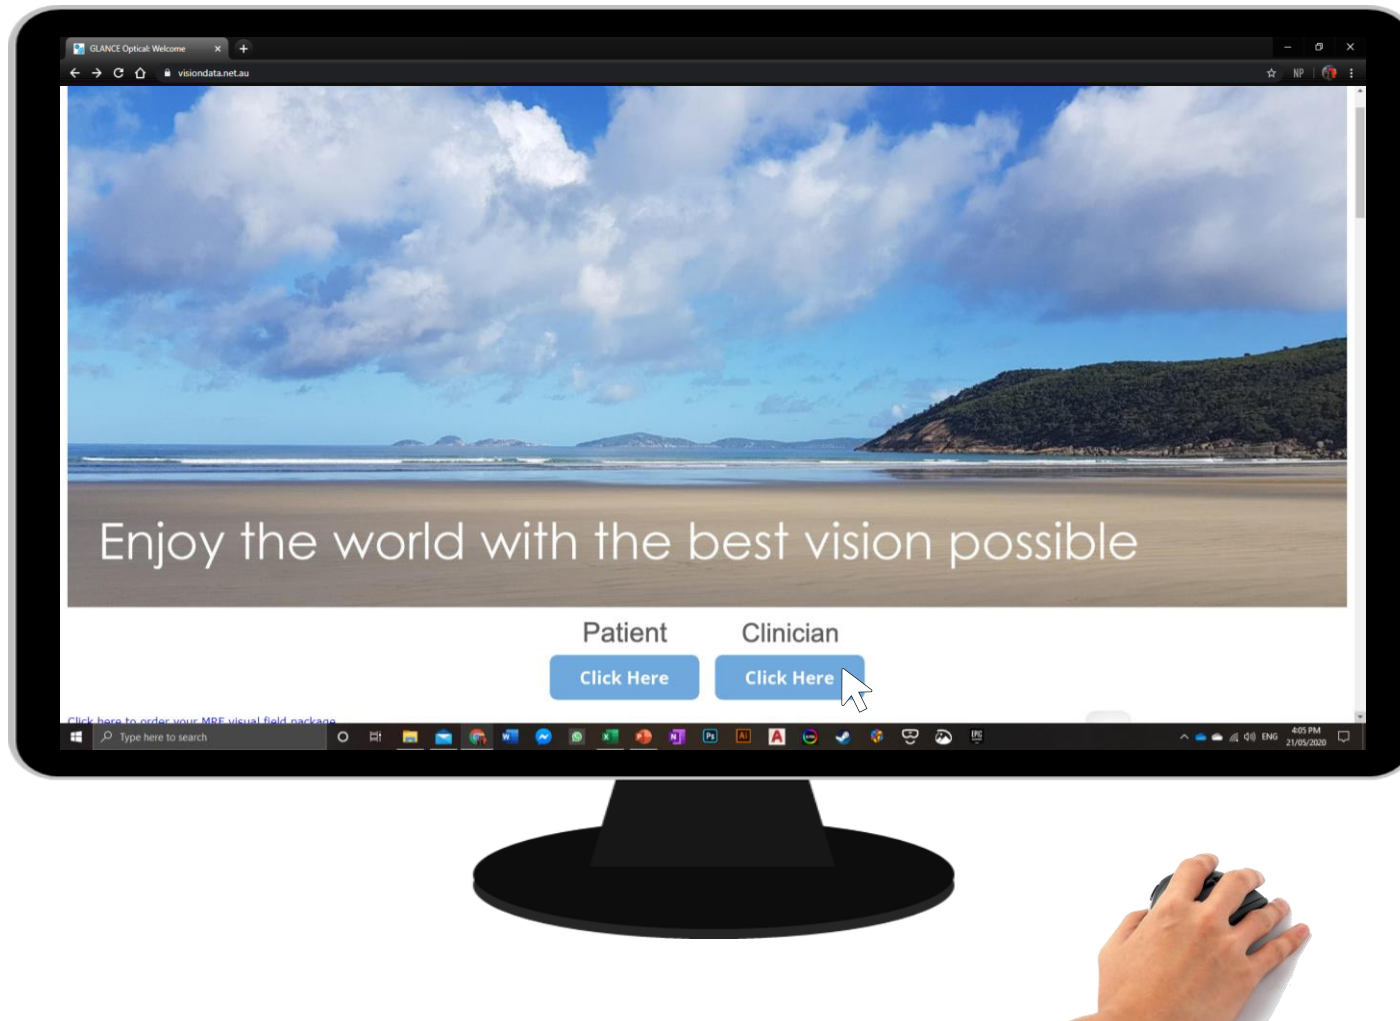 GLANCE Optical: Welcome
visiondata.net.au
NP
Enjoy the world with the best vision possible
Patient
Clinician
Click Here
Click Here
Click here to order your MRF visual field package
Type here to search
ENG
4:05 PM
21/05/2020